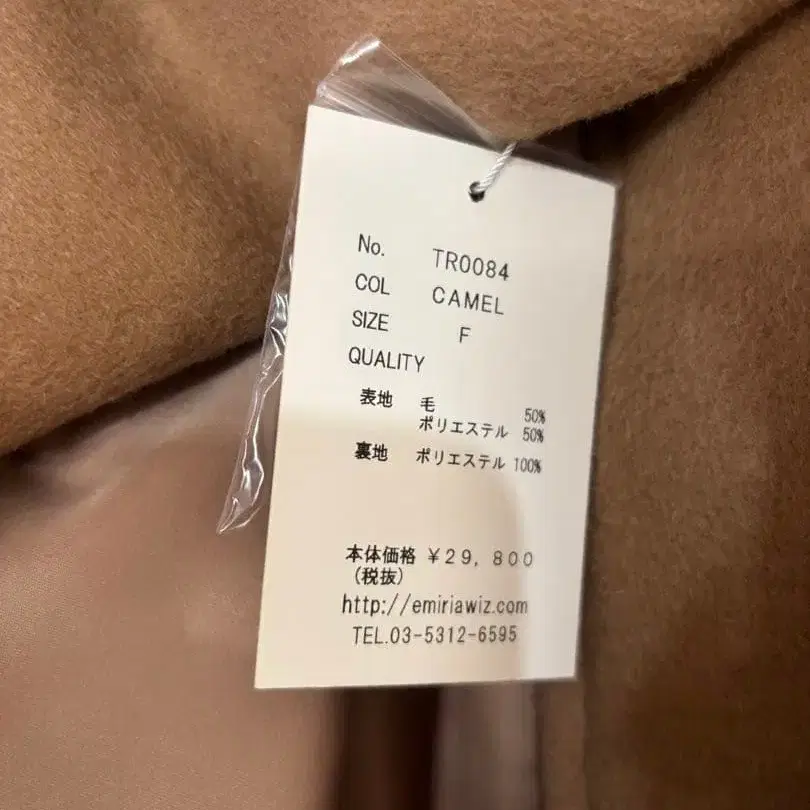 No. TR0084
COL CAMEL
SIZE F
QUALITY
表地 毛 50%
ポリエステル 50%
裏地 ポリエステル 100%
本体価格 ¥29,800
(税抜)
http://emiriawiz.com
TEL.03-5312-6595